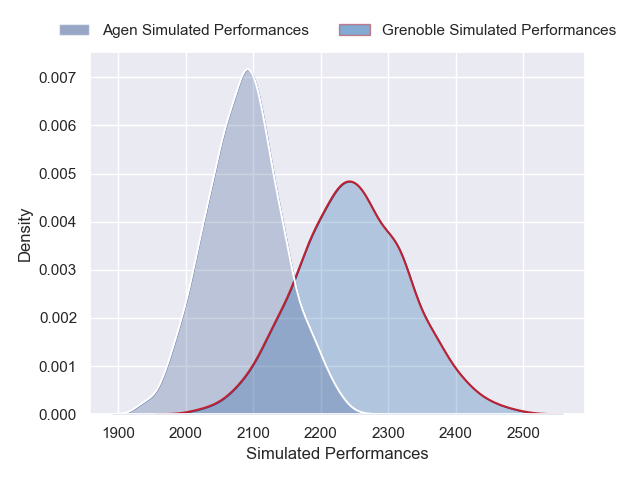 Agen Simulated Performances Grenoble Simulated Performances
0.007
0.006
0.005
0.004
0.003
0.002
0.001
0.000
Density
1900 2000 2100 2200 2300 2400 2500
Simulated Performances